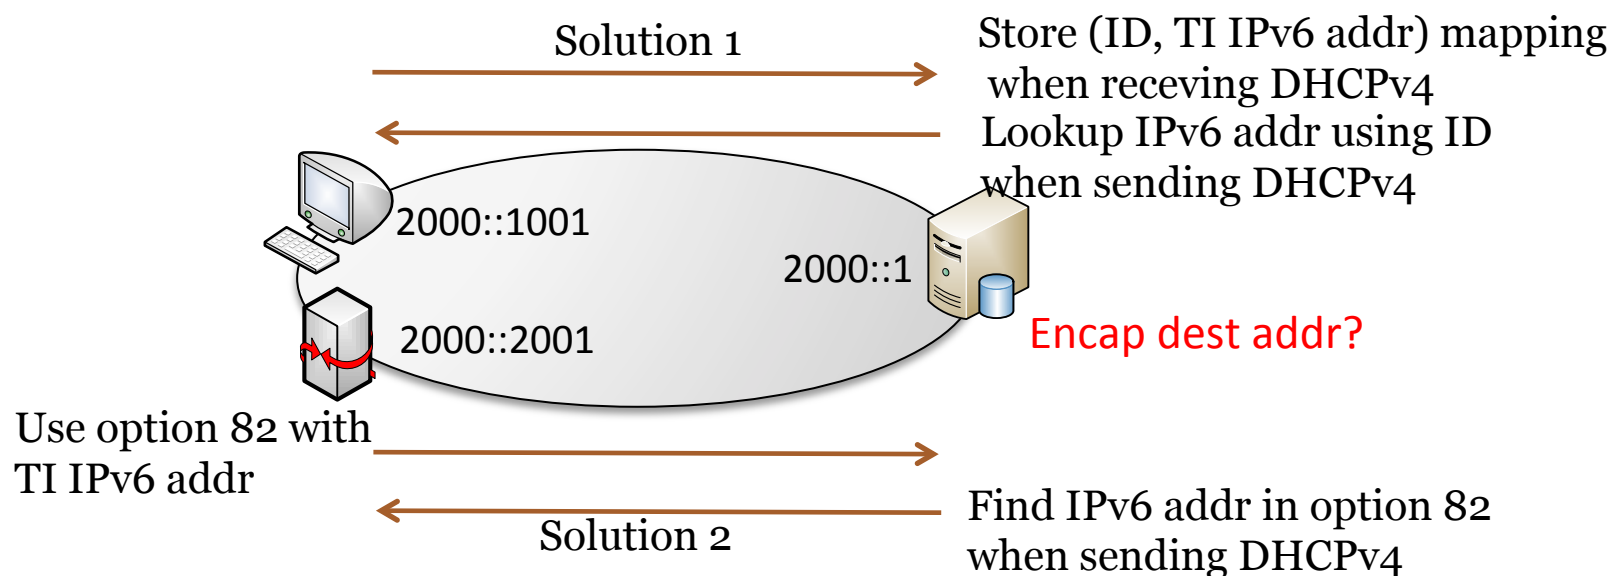 Solution 1
Store (ID, TI IPv6 addr) mapping
when receving DHCPv4
Lookup IPv6 addr using ID
when sending DHCPv4
2000::1001
2000::1
2000::2001
Encap dest addr?
Use option 82 with
TI IPv6 addr
Solution 2
Find IPv6 addr in option 82
when sending DHCPv4